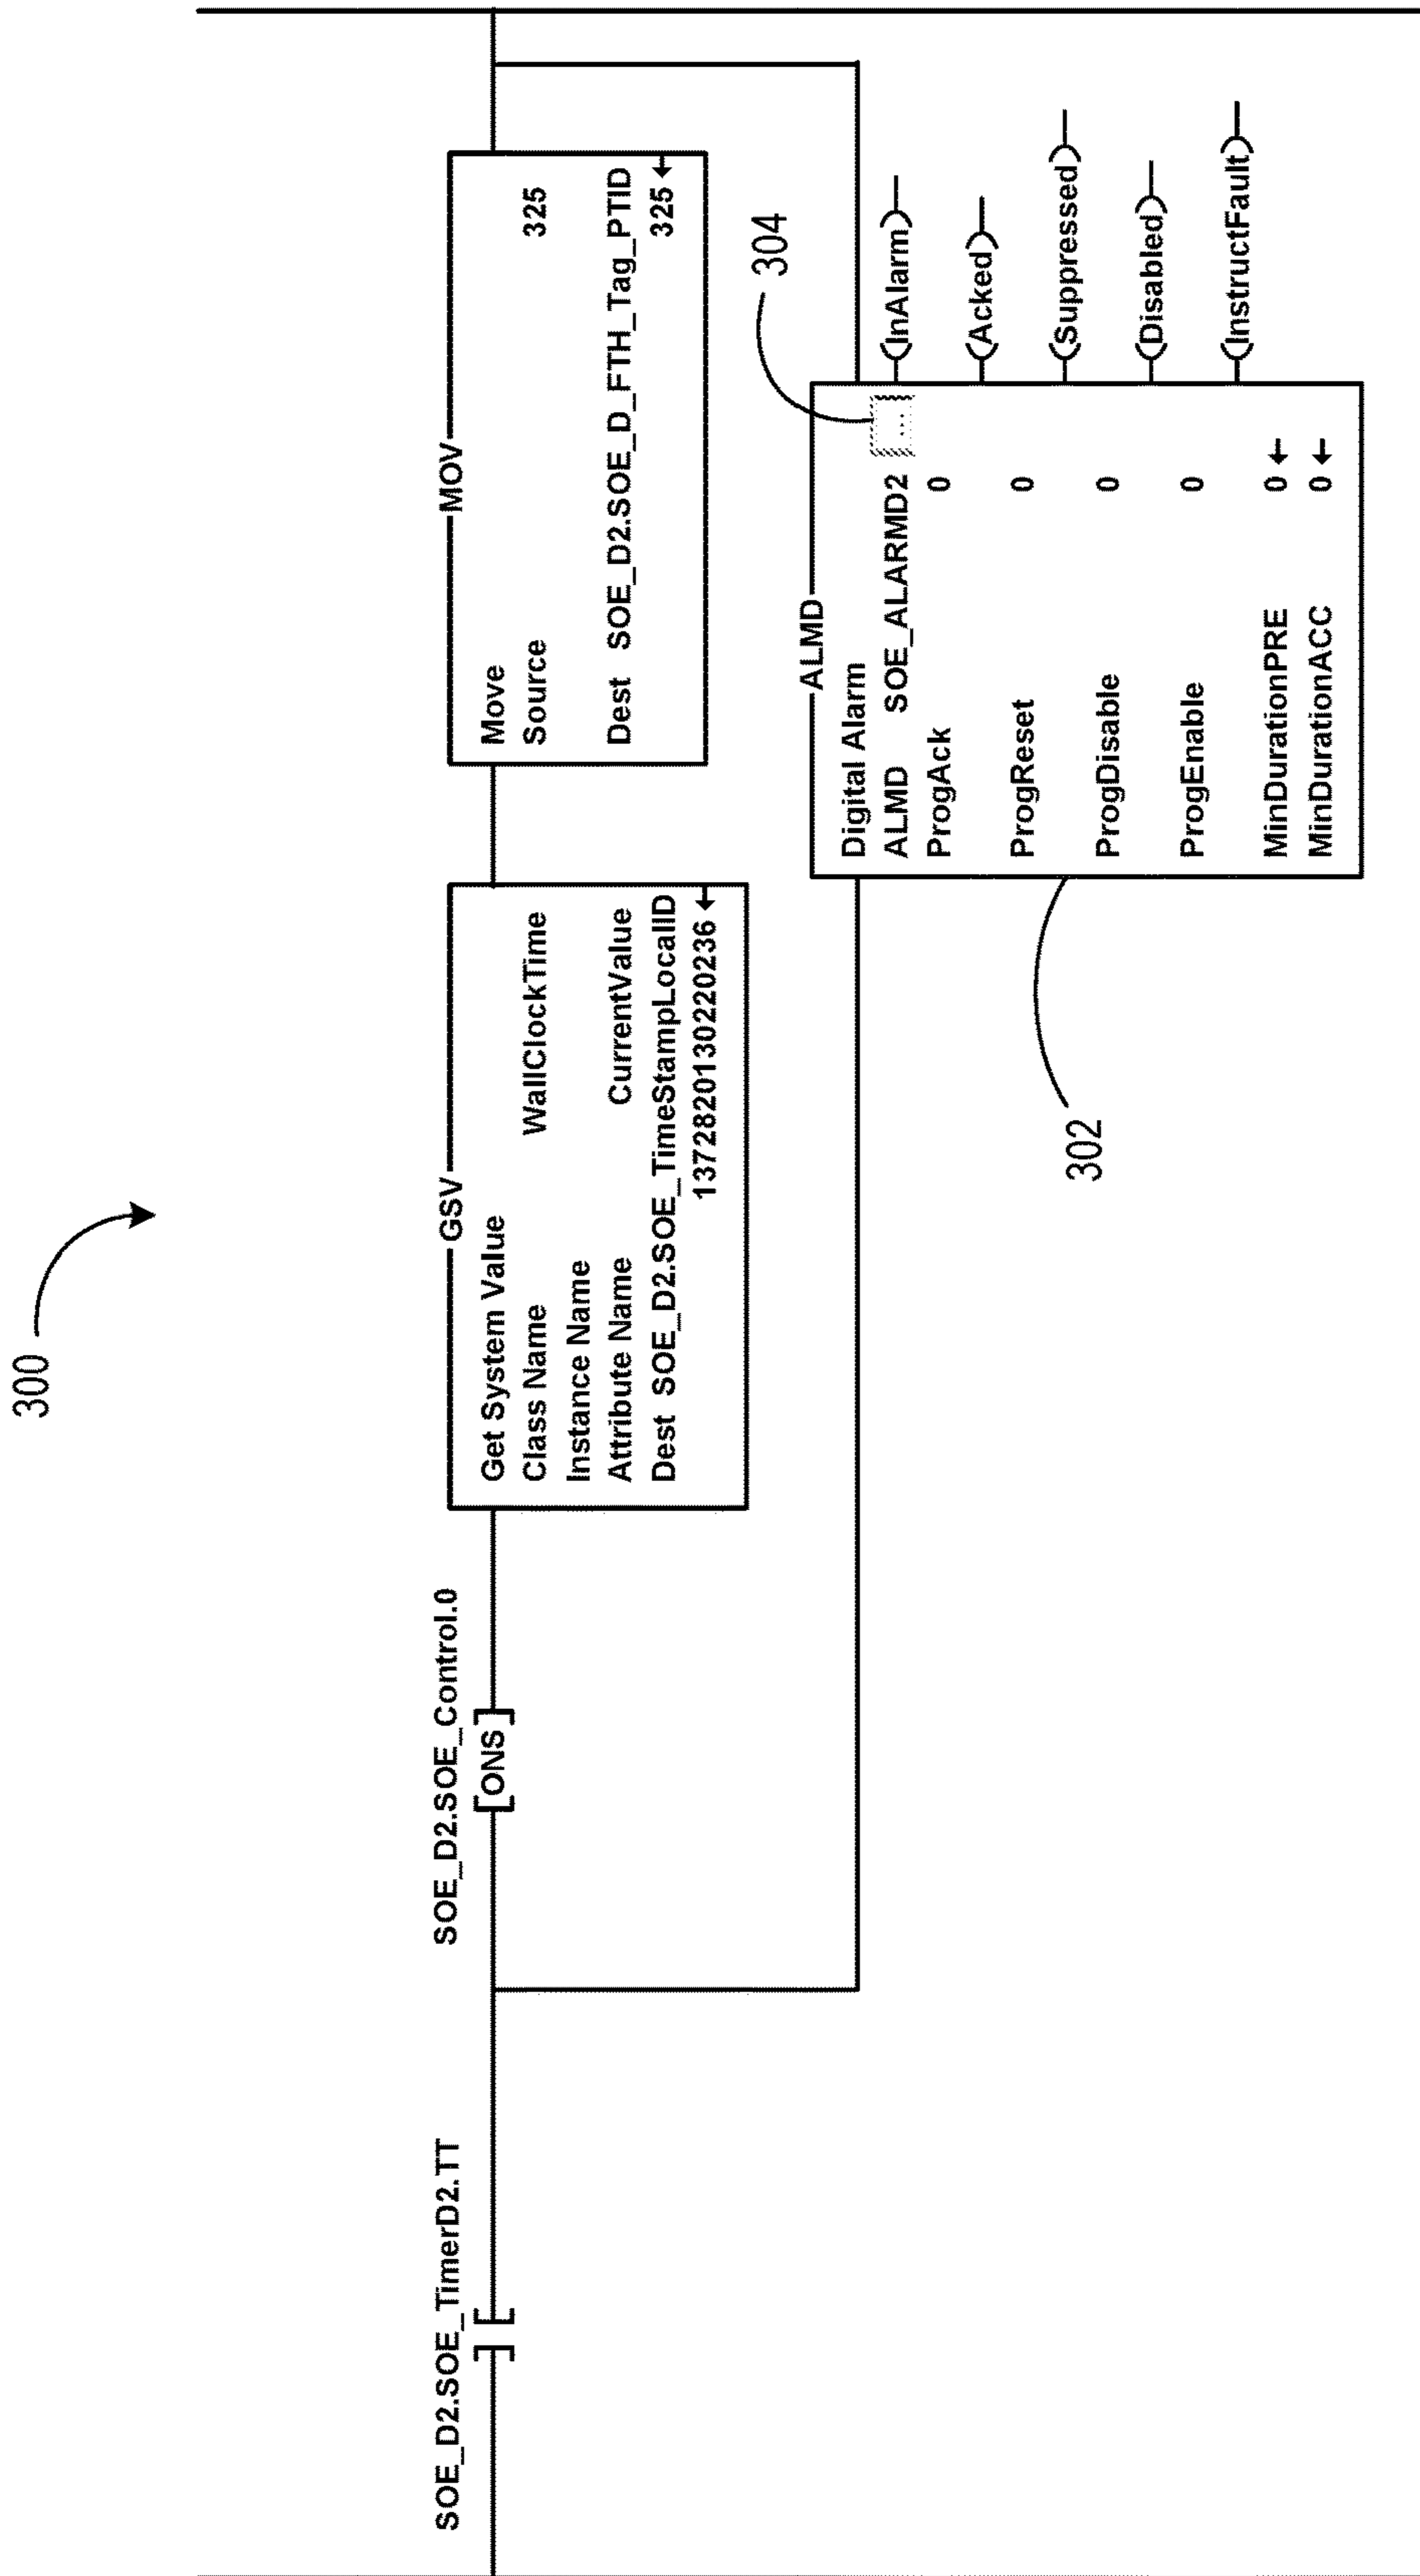 300
SOE_D2.SOE_TimerD2.TT
SOE_D2.SOE_Control.0
ONS
GSV
Get System Value
Class Name WallClockTime
Instance Name
Attribute Name CurrentValue
Dest SOE_D2.SOE_TimeStampLocalID
1372820130220236
MOV
Move
Source 325
Dest SOE_D2.SOE_D_FTH_Tag_PTID
325
304
302
ALMD
Digital Alarm
ALMD SOE_ALARMD2 ...
ProgAck 0
ProgReset 0
ProgDisable 0
ProgEnable 0
MinDurationPRE 0
MinDurationACC 0
InAlarm
Acked
Suppressed
Disabled
InstructFault